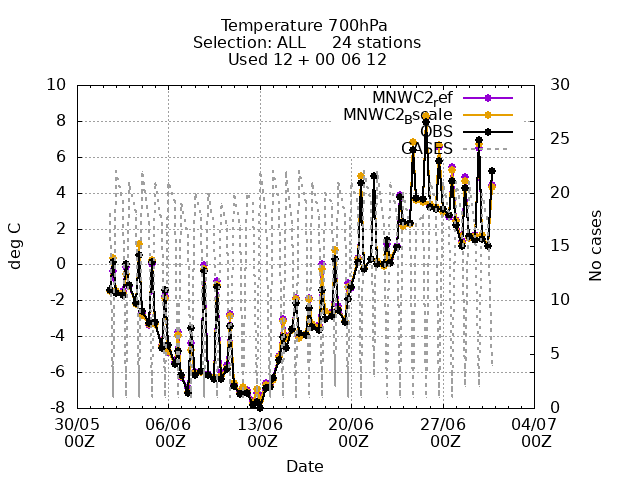 Temperature 700hPa
Selection: ALL 24 stations
Used 12 + 00 06 12
10
8
6
4
2
0
-2
-4
-6
-8
deg C
30
25
20
15
10
5
0
No cases
MNWC2ref
MNWC2Bscale
OBS
CASES
30/05 06/06 13/06 20/06 27/06 04/07
00Z 00Z 00Z 00Z 00Z 00Z
Date